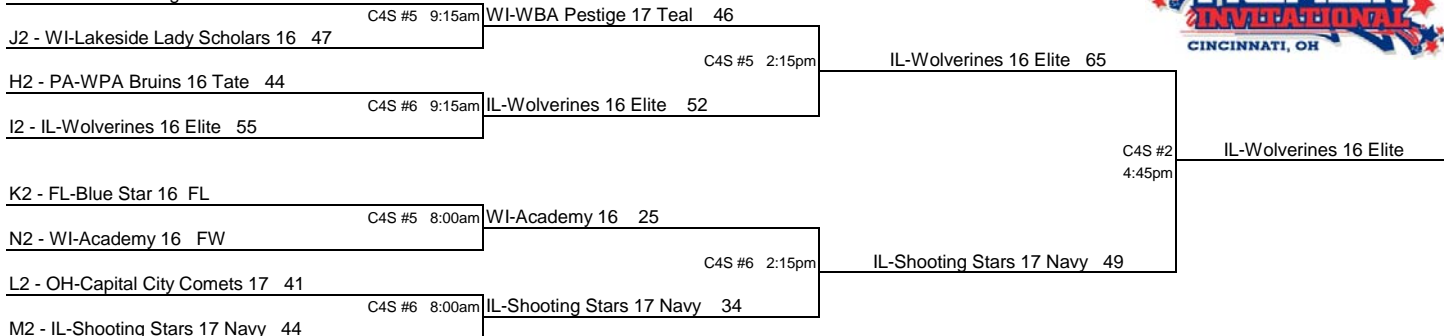 C4S #5 9:15am WI-WBA Pestige 17 Teal 46
J2 - WI-Lakeside Lady Scholars 16 47
C4S #5 2:15pm IL-Wolverines 16 Elite 65
H2 - PA-WPA Bruins 16 Tate 44
C4S #6 9:15am IL-Wolverines 16 Elite 52
I2 - IL-Wolverines 16 Elite 55
C4S #2 IL-Wolverines 16 Elite
4:45pm
K2 - FL-Blue Star 16 FL
C4S #5 8:00am WI-Academy 16 25
N2 - WI-Academy 16 FW
C4S #6 2:15pm IL-Shooting Stars 17 Navy 49
L2 - OH-Capital City Comets 17 41
C4S #6 8:00am IL-Shooting Stars 17 Navy 34
M2 - IL-Shooting Stars 17 Navy 44
INVITATIONAL
CINCINNATI, OH